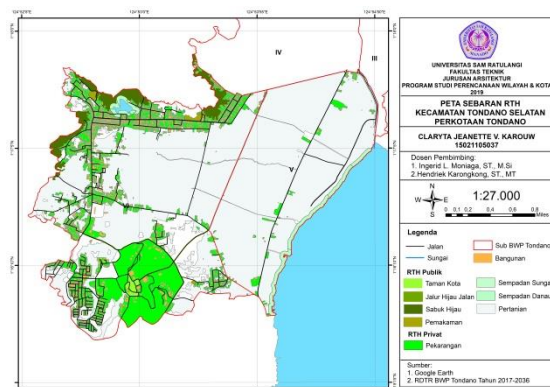 IV
III
V
UNIVERSITAS SAM RATULANGI
FAKULTAS TEKNIK
JURUSAN ARSITEKTUR
PROGRAM STUDI PERENCANAAN WILAYAH & KOTA
2019
PETA SEBARAN RTH
KECAMATAN TONDANO SELATAN
PERKOTAAN TONDANO
CLARYTA JEANETTE V. KAROUW
15021105037
Dosen Pembimbing:
1. Ingerid L. Moniaga, ST., M.Si
2.Hendriek Karongkong, ST., MT
N
W
E
S
1:27.000
0 0,1 0,2 0,4 0,6 0,8
Miles
Legenda
Jalan
Sub BWP Tondano
Sungai
Bangunan
RTH Publik
Taman Kota
Sempadan Sungai
Jalur Hijau Jalan
Sempadan Danau
Sabuk Hijau
Pertanian
Pemakaman
RTH Privat
Pekarangan
Sumber:
1. Google Earth
2. RDTR BWP Tondano Tahun 2017-2036